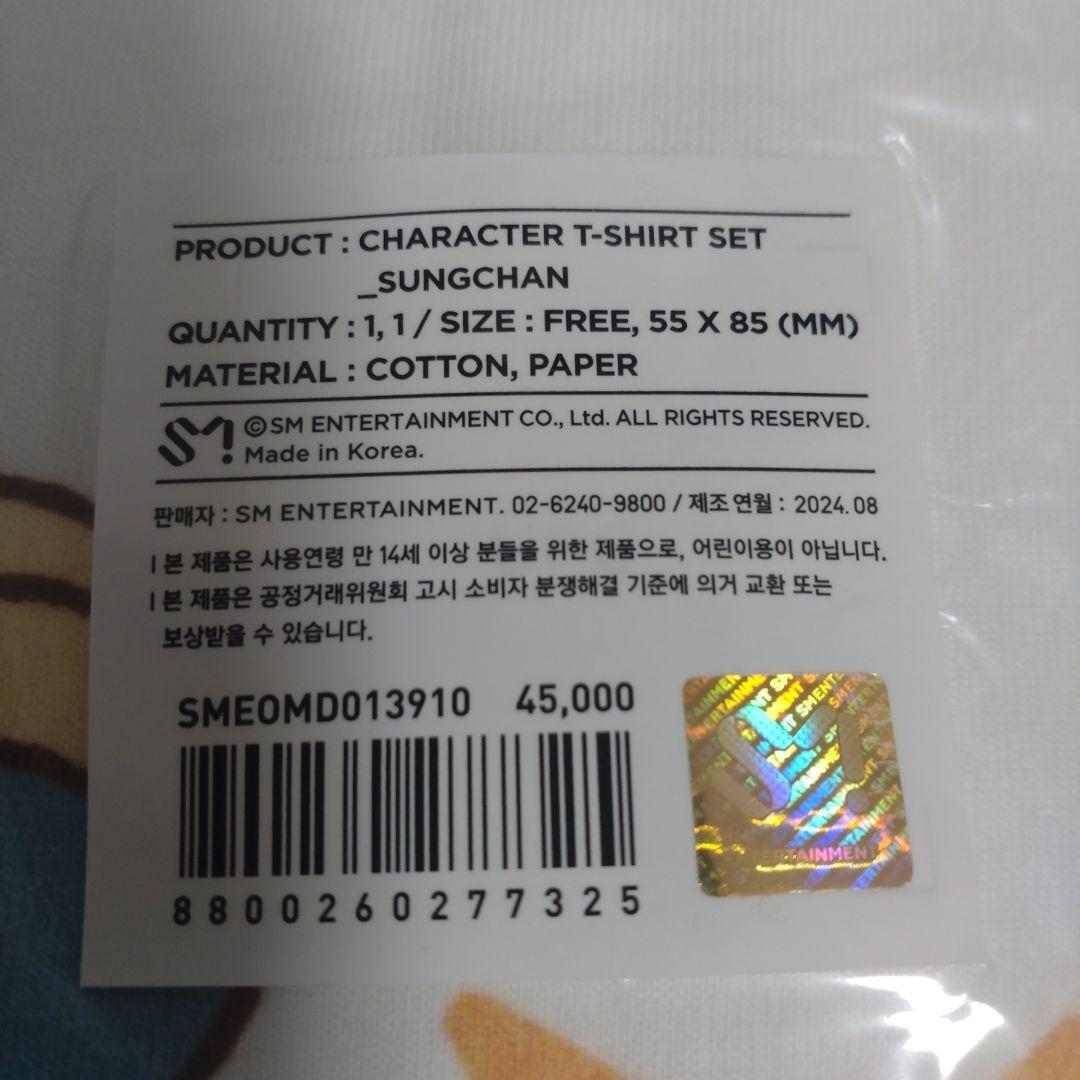 PRODUCT : CHARACTER T-SHIRT SET
_SUNGCHAN
QUANTITY : 1, 1 / SIZE : FREE, 55 X 85 (MM)
MATERIAL : COTTON, PAPER
SM! ©SM ENTERTAINMENT CO., Ltd. ALL RIGHTS RESERVED.
Made in Korea.
판매자 : SM ENTERTAINMENT. 02-6240-9800 / 제조연월 : 2024. 08
l 본 제품은 사용연령 만 14세 이상 분들을 위한 제품으로, 어린이용이 아닙니다.
l 본 제품은 공정거래위원회 고시 소비자 분쟁해결 기준에 의거 교환 또는
보상받을 수 있습니다.
SME0MD013910 45,000
8800260277325
ENTERTAINMENT